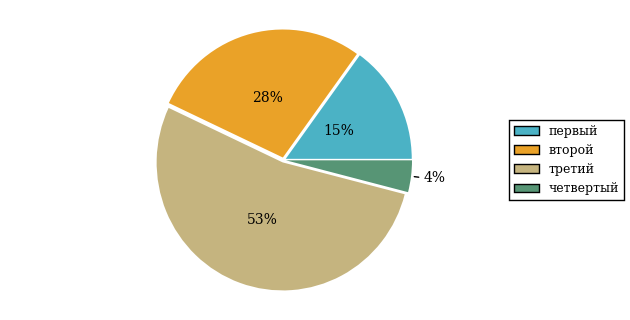 28%
15%
4%
53%
первый
второй
третий
четвертый